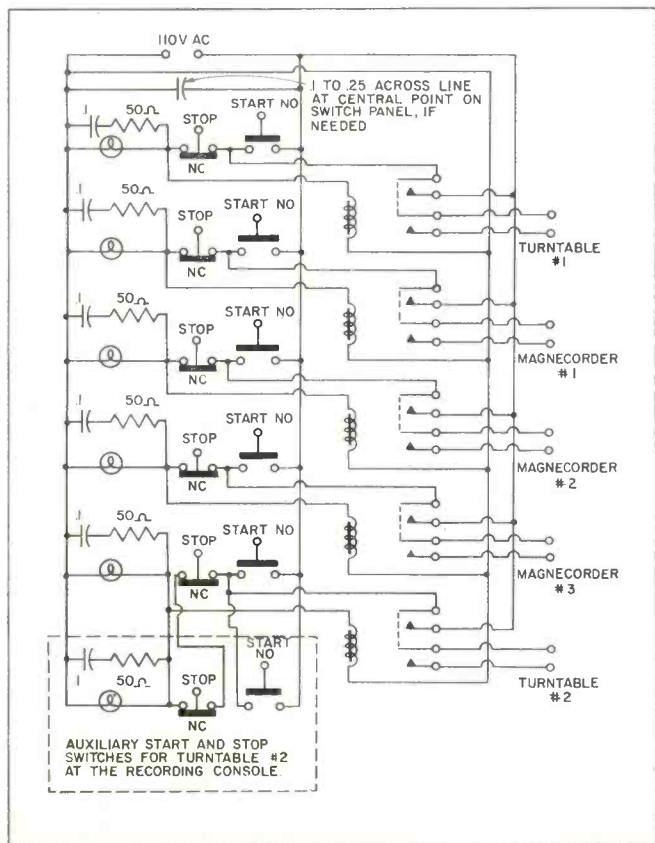 110V AC
.1 TO .25 ACROSS LINE
AT CENTRAL POINT ON
SWITCH PANEL, IF
NEEDED
.1
50Ω
STOP
START NO
NC
TURNTABLE
#1
.1
50Ω
STOP
START NO
NC
MAGNECORDER
#1
.1
50Ω
STOP
START NO
NC
MAGNECORDER
#2
.1
50Ω
STOP
START NO
NC
MAGNECORDER
#3
.1
50Ω
STOP
START NO
NC
TURNTABLE
#2
.1
50Ω
STOP
START
NO
NC
AUXILIARY START AND STOP
SWITCHES FOR TURNTABLE #2
AT THE RECORDING CONSOLE.